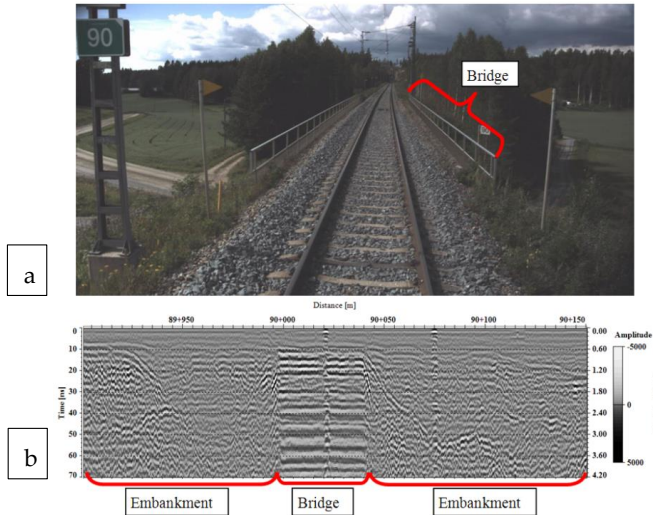 90
Bridge
a
Distance [m]
89+950 90+000 90+050 90+100 90+150
0 10 20 30 40 50 60 70
Time [ns]
0,00 0.60 1.20 1.80 2.40 3.00 3.60 4.20
Amplitude
-5000
0
5000
b
Embankment Bridge Embankment